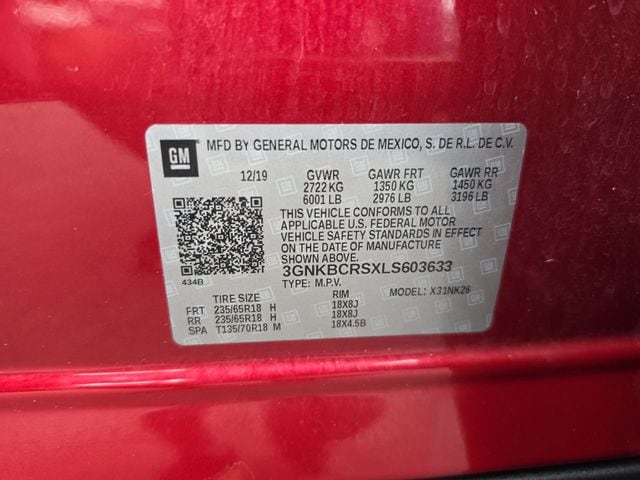 GM
MFD BY GENERAL MOTORS DE MEXICO, S. DE R.L. DE C.V.
12/19 GVWR GAWR FRT GAWR RR
2722 KG 1350 KG 1450 KG
6001 LB 2976 LB 3196 LB
THIS VEHICLE CONFORMS TO ALL
APPLICABLE U.S. FEDERAL MOTOR
VEHICLE SAFETY STANDARDS IN EFFECT
ON THE DATE OF MANUFACTURE
SHOWN ABOVE.
3GNKBCRSXLS603633
434B
TYPE: M.P.V. MODEL: X31NK26
TIRE SIZE RIM
FRT 235/65R18 H 18X8J
RR 235/65R18 H 18X8J
SPA T135/70R18 M 18X4.5B